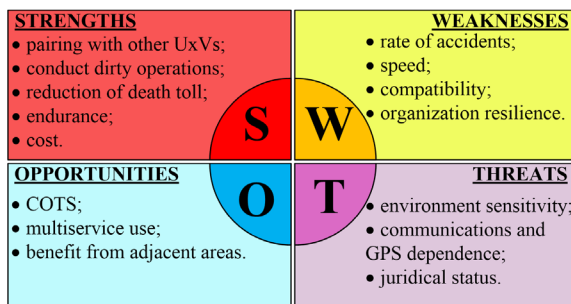 STRENGTHS
• pairing with other UxVs;
• conduct dirty operations;
• reduction of death toll;
• endurance;
• cost.
WEAKNESSES
• rate of accidents;
• speed;
• compatibility;
• organization resilience.
S
W
OPPORTUNITIES
• COTS;
• multiservice use;
• benefit from adjacent areas.
O
T
THREATS
• environment sensitivity;
• communications and
GPS dependence;
• juridical status.